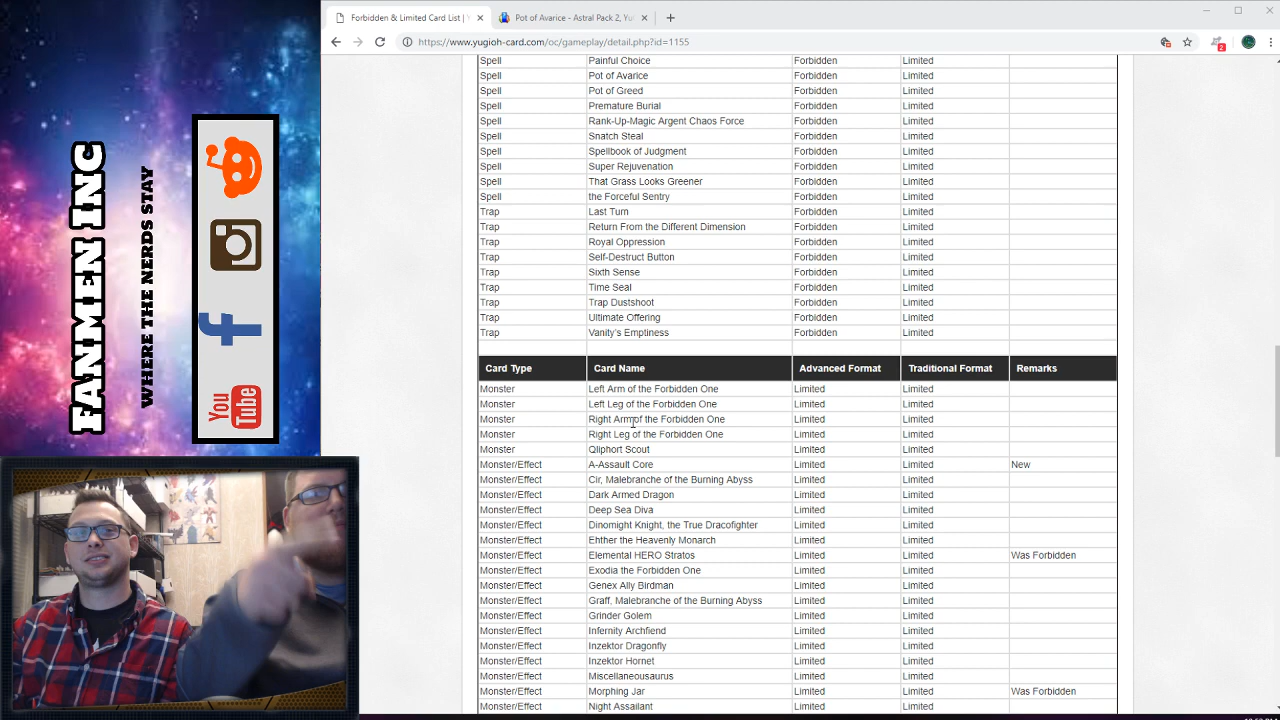 FANMEN INC
WHERE THE NERDS STAY
You
Tube
Forbidden & Limited Card List | Y
Pot of Avarice - Astral Pack 2, Yu
https://www.yugioh-card.com/oc/gameplay/detail.php?id=1155
2
Spell Painful Choice Forbidden Limited
Spell Pot of Avarice Forbidden Limited
Spell Pot of Greed Forbidden Limited
Spell Premature Burial Forbidden Limited
Spell Rank-Up-Magic Argent Chaos Force Forbidden Limited
Spell Snatch Steal Forbidden Limited
Spell Spellbook of Judgment Forbidden Limited
Spell Super Rejuvenation Forbidden Limited
Spell That Grass Looks Greener Forbidden Limited
Spell the Forceful Sentry Forbidden Limited
Trap Last Turn Forbidden Limited
Trap Return From the Different Dimension Forbidden Limited
Trap Royal Oppression Forbidden Limited
Trap Self-Destruct Button Forbidden Limited
Trap Sixth Sense Forbidden Limited
Trap Time Seal Forbidden Limited
Trap Trap Dustshoot Forbidden Limited
Trap Ultimate Offering Forbidden Limited
Trap Vanity's Emptiness Forbidden Limited
Card Type Card Name Advanced Format Traditional Format Remarks
Monster Left Arm of the Forbidden One Limited Limited
Monster Left Leg of the Forbidden One Limited Limited
Monster Right Arm of the Forbidden One Limited Limited
Monster Right Leg of the Forbidden One Limited Limited
Monster Qliphort Scout Limited Limited
Monster/Effect A-Assault Core Limited Limited New
Monster/Effect Cir, Malebranche of the Burning Abyss Limited Limited
Monster/Effect Dark Armed Dragon Limited Limited
Monster/Effect Deep Sea Diva Limited Limited
Monster/Effect Dinomight Knight, the True Dracofighter Limited Limited
Monster/Effect Ehther the Heavenly Monarch Limited Limited
Monster/Effect Elemental HERO Stratos Limited Limited Was Forbidden
Monster/Effect Exodia the Forbidden One Limited Limited
Monster/Effect Genex Ally Birdman Limited Limited
Monster/Effect Graff, Malebranche of the Burning Abyss Limited Limited
Monster/Effect Grinder Golem Limited Limited
Monster/Effect Infernity Archfiend Limited Limited
Monster/Effect Inzektor Dragonfly Limited Limited
Monster/Effect Inzektor Hornet Limited Limited
Monster/Effect Miscellaneousaurus Limited Limited
Monster/Effect Morphing Jar Limited Limited Was Forbidden
Monster/Effect Night Assailant Limited Limited